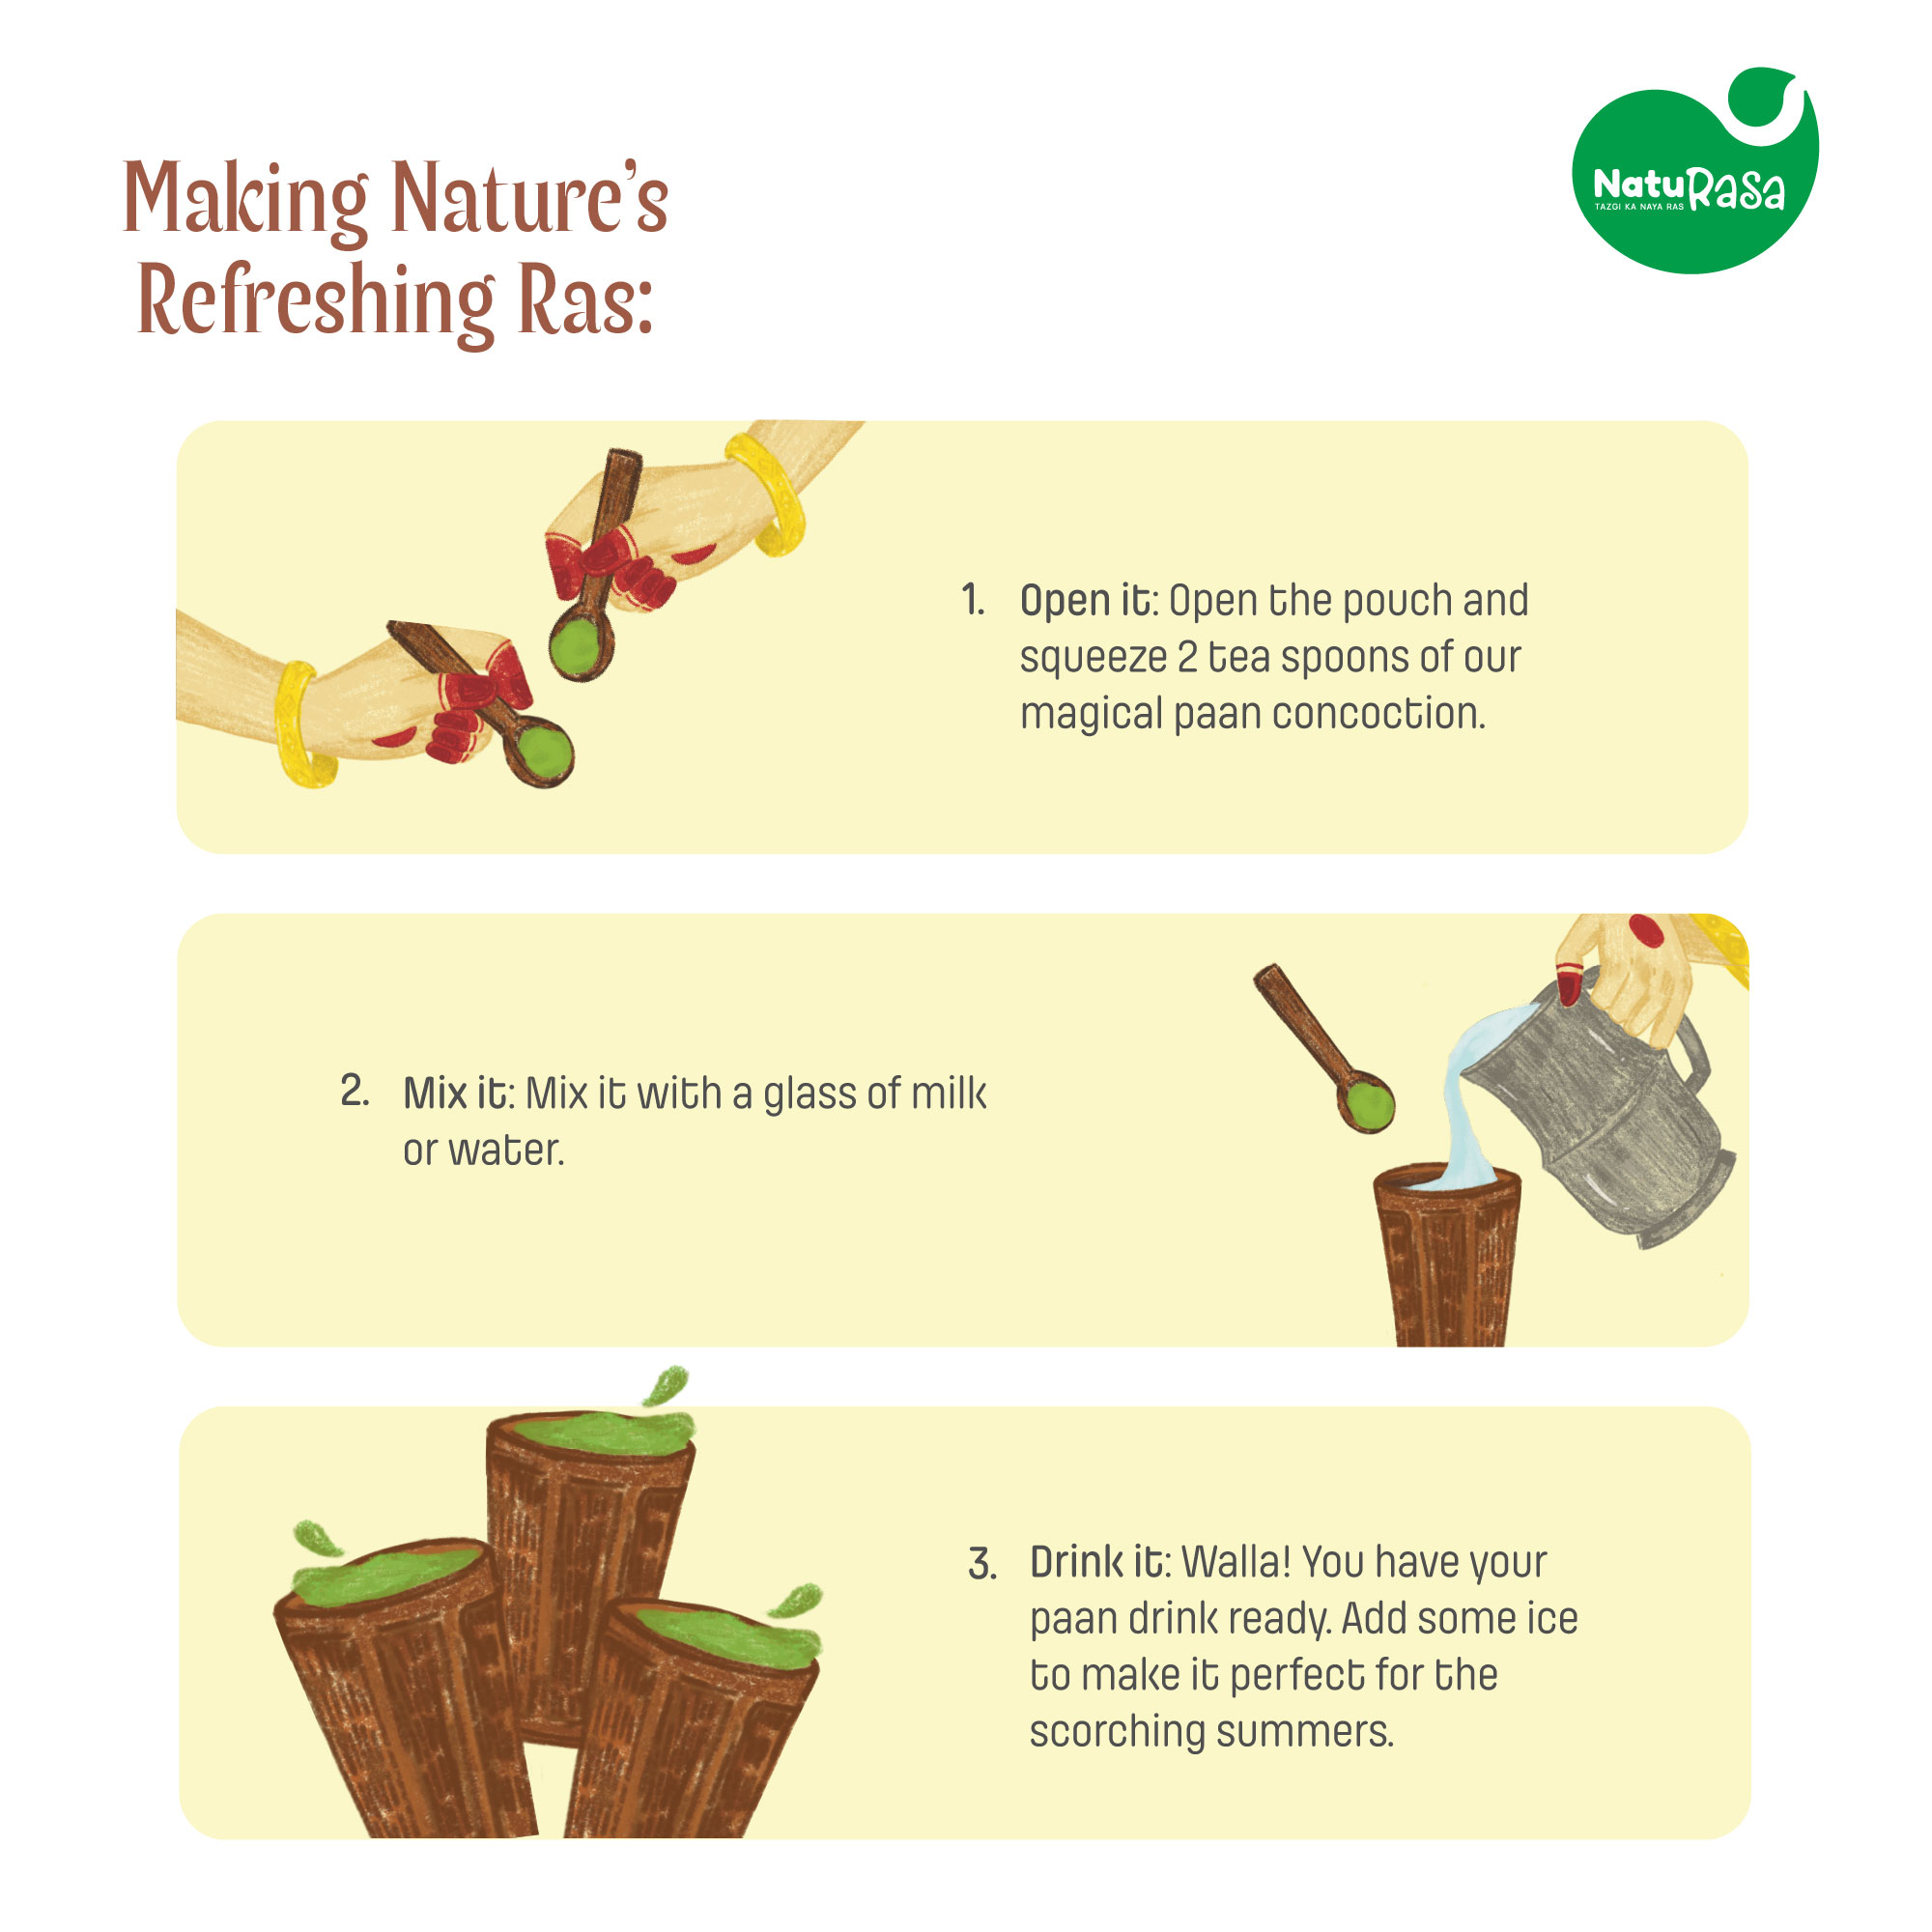 Making Nature's
Refreshing Ras:
NatuRasa
TAZGI KA NAYA RAS
1. Open it: Open the pouch and
squeeze 2 tea spoons of our
magical paan concoction.
2. Mix it: Mix it with a glass of milk
or water.
3. Drink it: Walla! You have your
paan drink ready. Add some ice
to make it perfect for the
scorching summers.